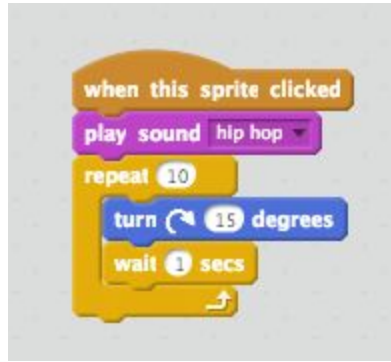 when this sprite clicked
play sound hip hop
repeat 10
turn 15 degrees
wait 1 secs